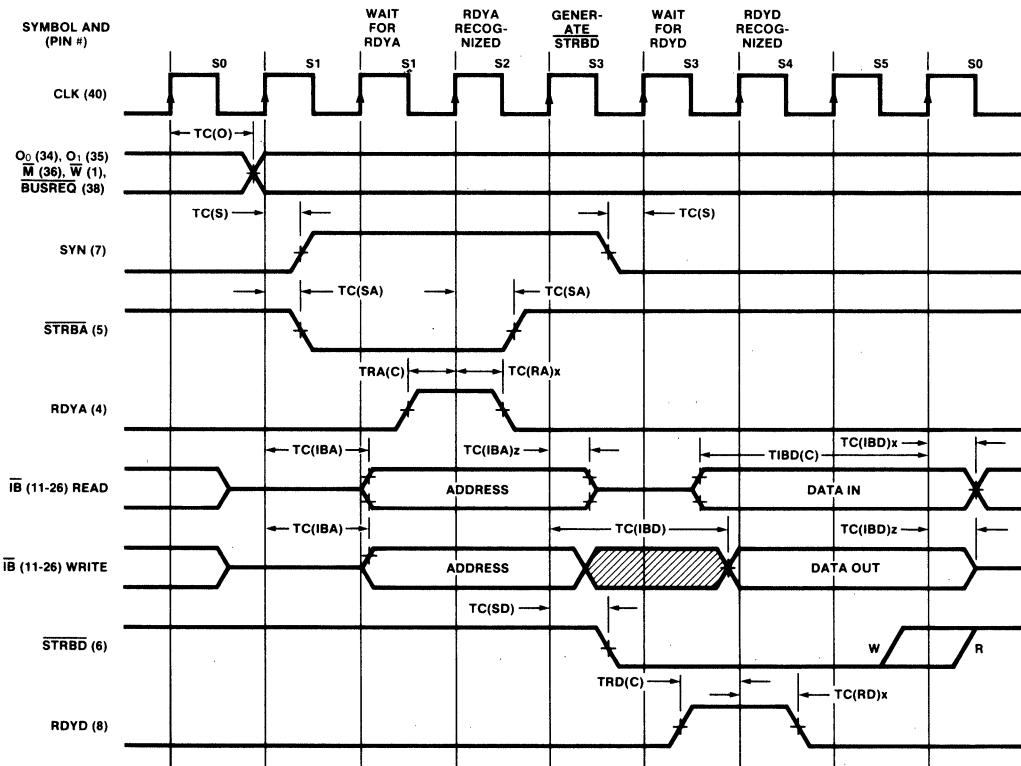 SYMBOL AND
(PIN #)
WAIT
FOR
RDYA
RDYA
RECOG-
NIZED
GENER-
ATE
STRBD
WAIT
FOR
RDYD
RDYD
RECOG-
NIZED
S0 S1 S1 S2 S3 S3 S4 S5 S0
CLK (40)
TC(O)
O₀ (34), O₁ (35)
M (36), W (1),
BUSREQ (38)
TC(S) TC(S)
SYN (7)
TC(SA) TC(SA)
STRBA (5)
TRA(C) TC(RA)x
RDYA (4)
TC(IBA) TC(IBA)z TC(IBD)x
TIBD(C)
IB (11-26) READ ADDRESS DATA IN
TC(IBA) TC(IBD) TC(IBD)z
IB (11-26) WRITE ADDRESS DATA OUT
TC(SD)
STRBD (6) W R
TRD(C) TC(RD)x
RDYD (8)